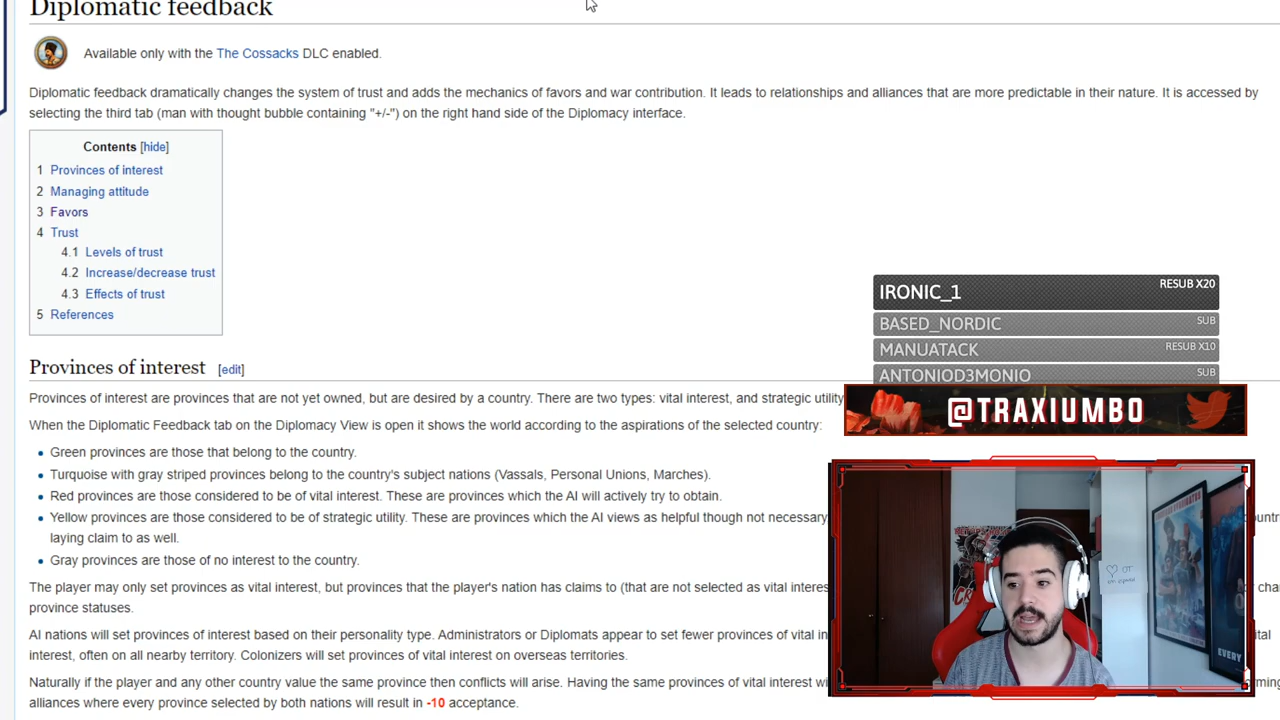 Diplomatic feedback
Available only with the The Cossacks DLC enabled.
Diplomatic feedback dramatically changes the system of trust and adds the mechanics of favors and war contribution. It leads to relationships and alliances that are more predictable in their nature. It is accessed by
selecting the third tab (man with thought bubble containing "+/-") on the right hand side of the Diplomacy interface.
Contents [hide]
1 Provinces of interest
2 Managing attitude
3 Favors
4 Trust
4.1 Levels of trust
4.2 Increase/decrease trust
4.3 Effects of trust
5 References
IRONIC_1 RESUB X20
BASED_NORDIC SUB
MANUATACK RESUB X10
ANTONIOD3MONIO SUB
@TRAXIUMBO
Provinces of interest [edit]
Provinces of interest are provinces that are not yet owned, but are desired by a country. There are two types: vital interest, and strategic utility
When the Diplomatic Feedback tab on the Diplomacy View is open it shows the world according to the aspirations of the selected country:
Green provinces are those that belong to the country.
Turquoise with gray striped provinces belong to the country's subject nations (Vassals, Personal Unions, Marches).
Red provinces are those considered to be of vital interest. These are provinces which the AI will actively try to obtain.
Yellow provinces are those considered to be of strategic utility. These are provinces which the AI views as helpful though not necessary
laying claim to as well.
Gray provinces are those of no interest to the country.
The player may only set provinces as vital interest, but provinces that the player's nation has claims to (that are not selected as vital
province statuses.
AI nations will set provinces of interest based on their personality type. Administrators or Diplomats appear to set fewer provinces of vital
interest, often on all nearby territory. Colonizers will set provinces of vital interest on overseas territories.
Naturally if the player and any other country value the same province then conflicts will arise. Having the same provinces of vital interest
alliances where every province selected by both nations will result in -10 acceptance.
EVERY